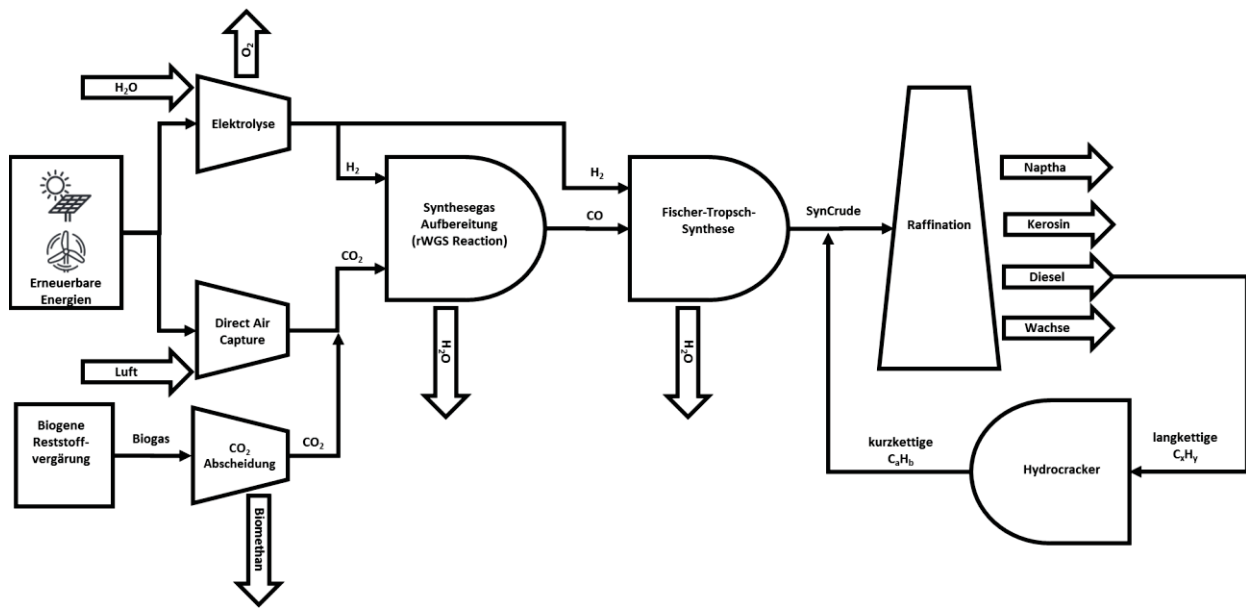 O₂
H₂O
Elektrolyse
H₂
H₂
Erneuerbare
Energien
Synthesegas
Aufbereitung
(rWGS Reaction)
CO
CO₂
Fischer-Tropsch-
Synthese
SynCrude
Raffination
Naptha
Kerosin
Diesel
Wachse
Direct Air
Capture
Luft
H₂O
H₂O
Biogene
Reststoff-
vergärung
Biogas
CO₂
Abscheidung
CO₂
Biomethan
kurzkettige
CₐHb
Hydrocracker
langkettige
CₓHy